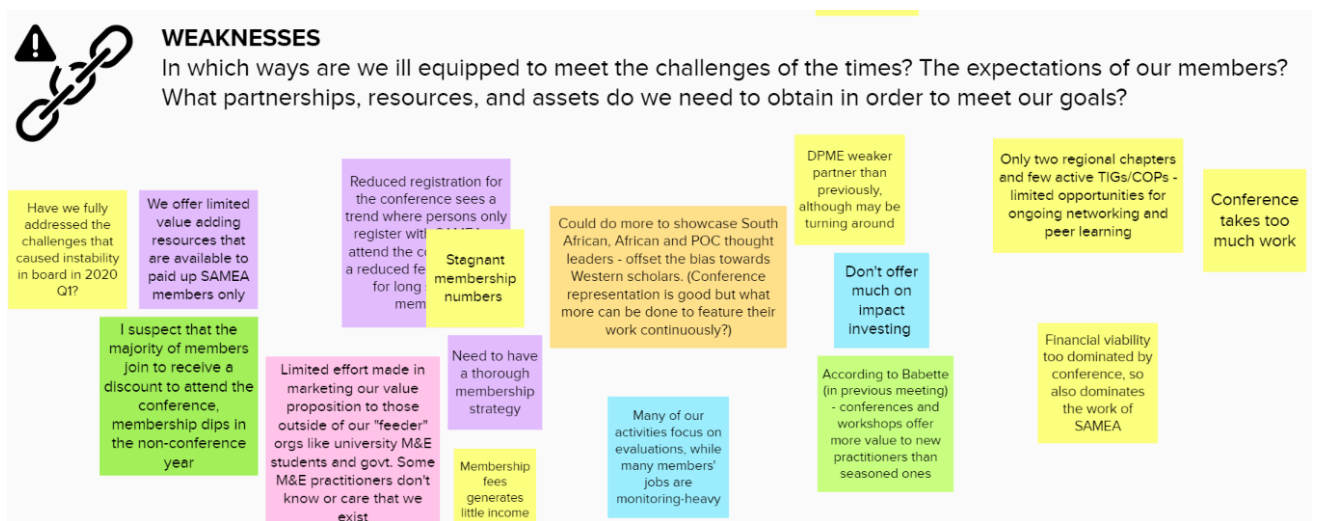 WEAKNESSES
In which ways are we ill equipped to meet the challenges of the times? The expectations of our members?
What partnerships, resources, and assets do we need to obtain in order to meet our goals?
Have we fully
addressed the
challenges that
caused instability
in board in 2020
Q1?
We offer limited
value adding
resources that
are available to
paid up SAMEA
members only
Reduced registration for
the conference sees a
trend where persons only
register
attend the
a reduced
for long
Stagnant
membership
numbers
Could do more to showcase South
African, African and POC thought
leaders - offset the bias towards
Western scholars. (Conference
representation is good but what
more can be done to feature their
work continuously?)
DPME weaker
partner than
previously,
although may be
turning around
Only two regional chapters
and few active TIGs/COPs -
limited opportunities for
ongoing networking and
peer learning
Conference
takes too
much work
Don't offer
much on
impact
investing
I suspect that the
majority of members
join to receive a
discount to attend the
conference,
membership dips in
the non-conference
year
Limited effort made in
marketing our value
proposition to those
outside of our "feeder"
orgs like university M&E
students and govt. Some
M&E practitioners don't
know or care that we
exist
Need to have
a thorough
membership
strategy
Membership
fees
generates
little income
Many of our
activities focus on
evaluations, while
many members'
jobs are
monitoring-heavy
According to Babette
(in previous meeting)
- conferences and
workshops offer
more value to new
practitioners than
seasoned ones
Financial viability
too dominated by
conference, so
also dominates
the work of
SAMEA